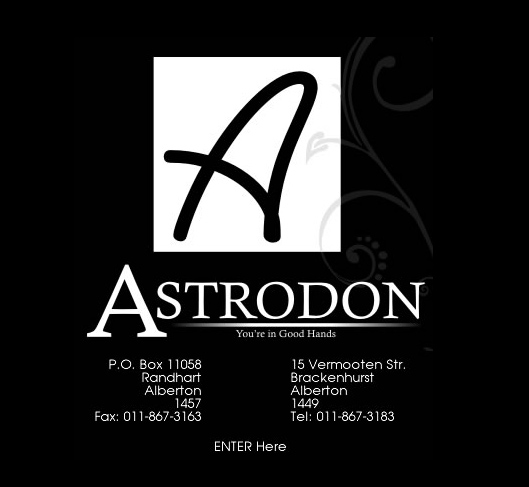 A
ASTRODON
You're in Good Hands
P.O. Box 11058
Randhart
Alberton
1457
Fax: 011-867-3163
15 Vermooten Str.
Brackenhurst
Alberton
1449
Tel: 011-867-3183
ENTER Here